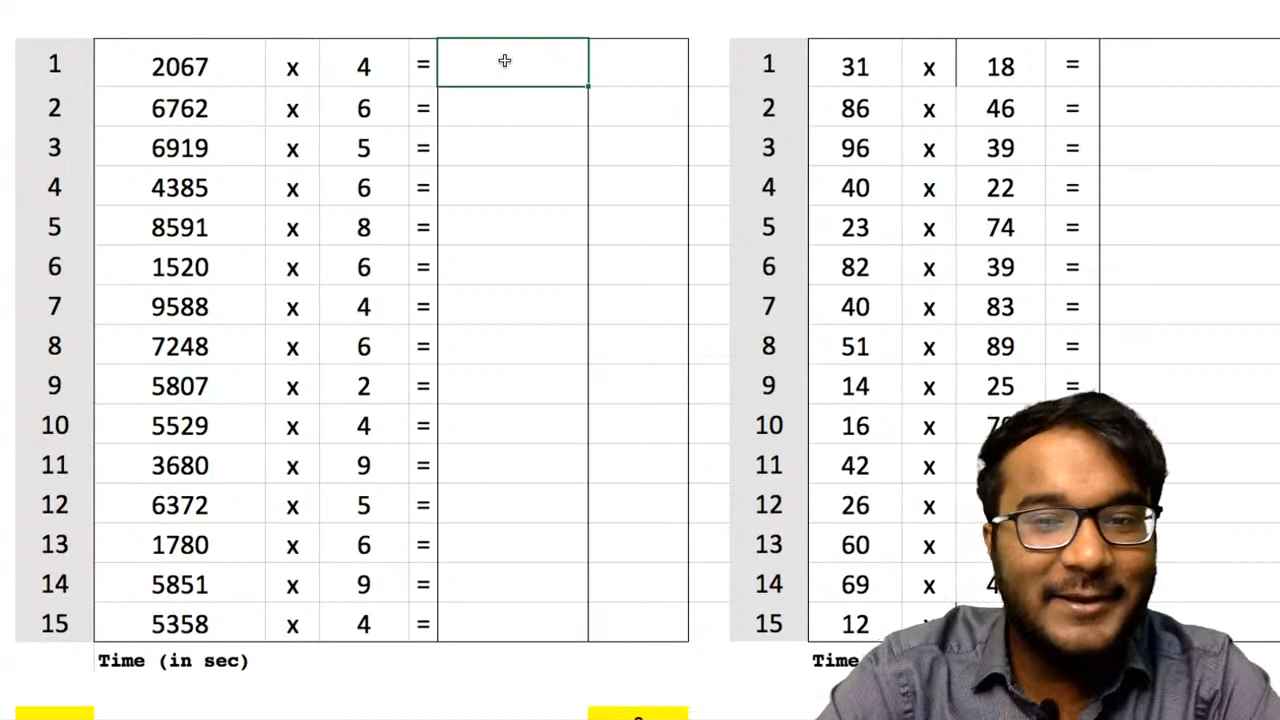 1 2067 x 4 =
2 6762 x 6 =
3 6919 x 5 =
4 4385 x 6 =
5 8591 x 8 =
6 1520 x 6 =
7 9588 x 4 =
8 7248 x 6 =
9 5807 x 2 =
10 5529 x 4 =
11 3680 x 9 =
12 6372 x 5 =
13 1780 x 6 =
14 5851 x 9 =
15 5358 x 4 =
Time (in sec)
1 31 x 18 =
2 86 x 46 =
3 96 x 39 =
4 40 x 22 =
5 23 x 74 =
6 82 x 39 =
7 40 x 83 =
8 51 x 89 =
9 14 x 25 =
10 16 x
11 42 x
12 26 x
13 60 x
14 69 x
15 12
Time